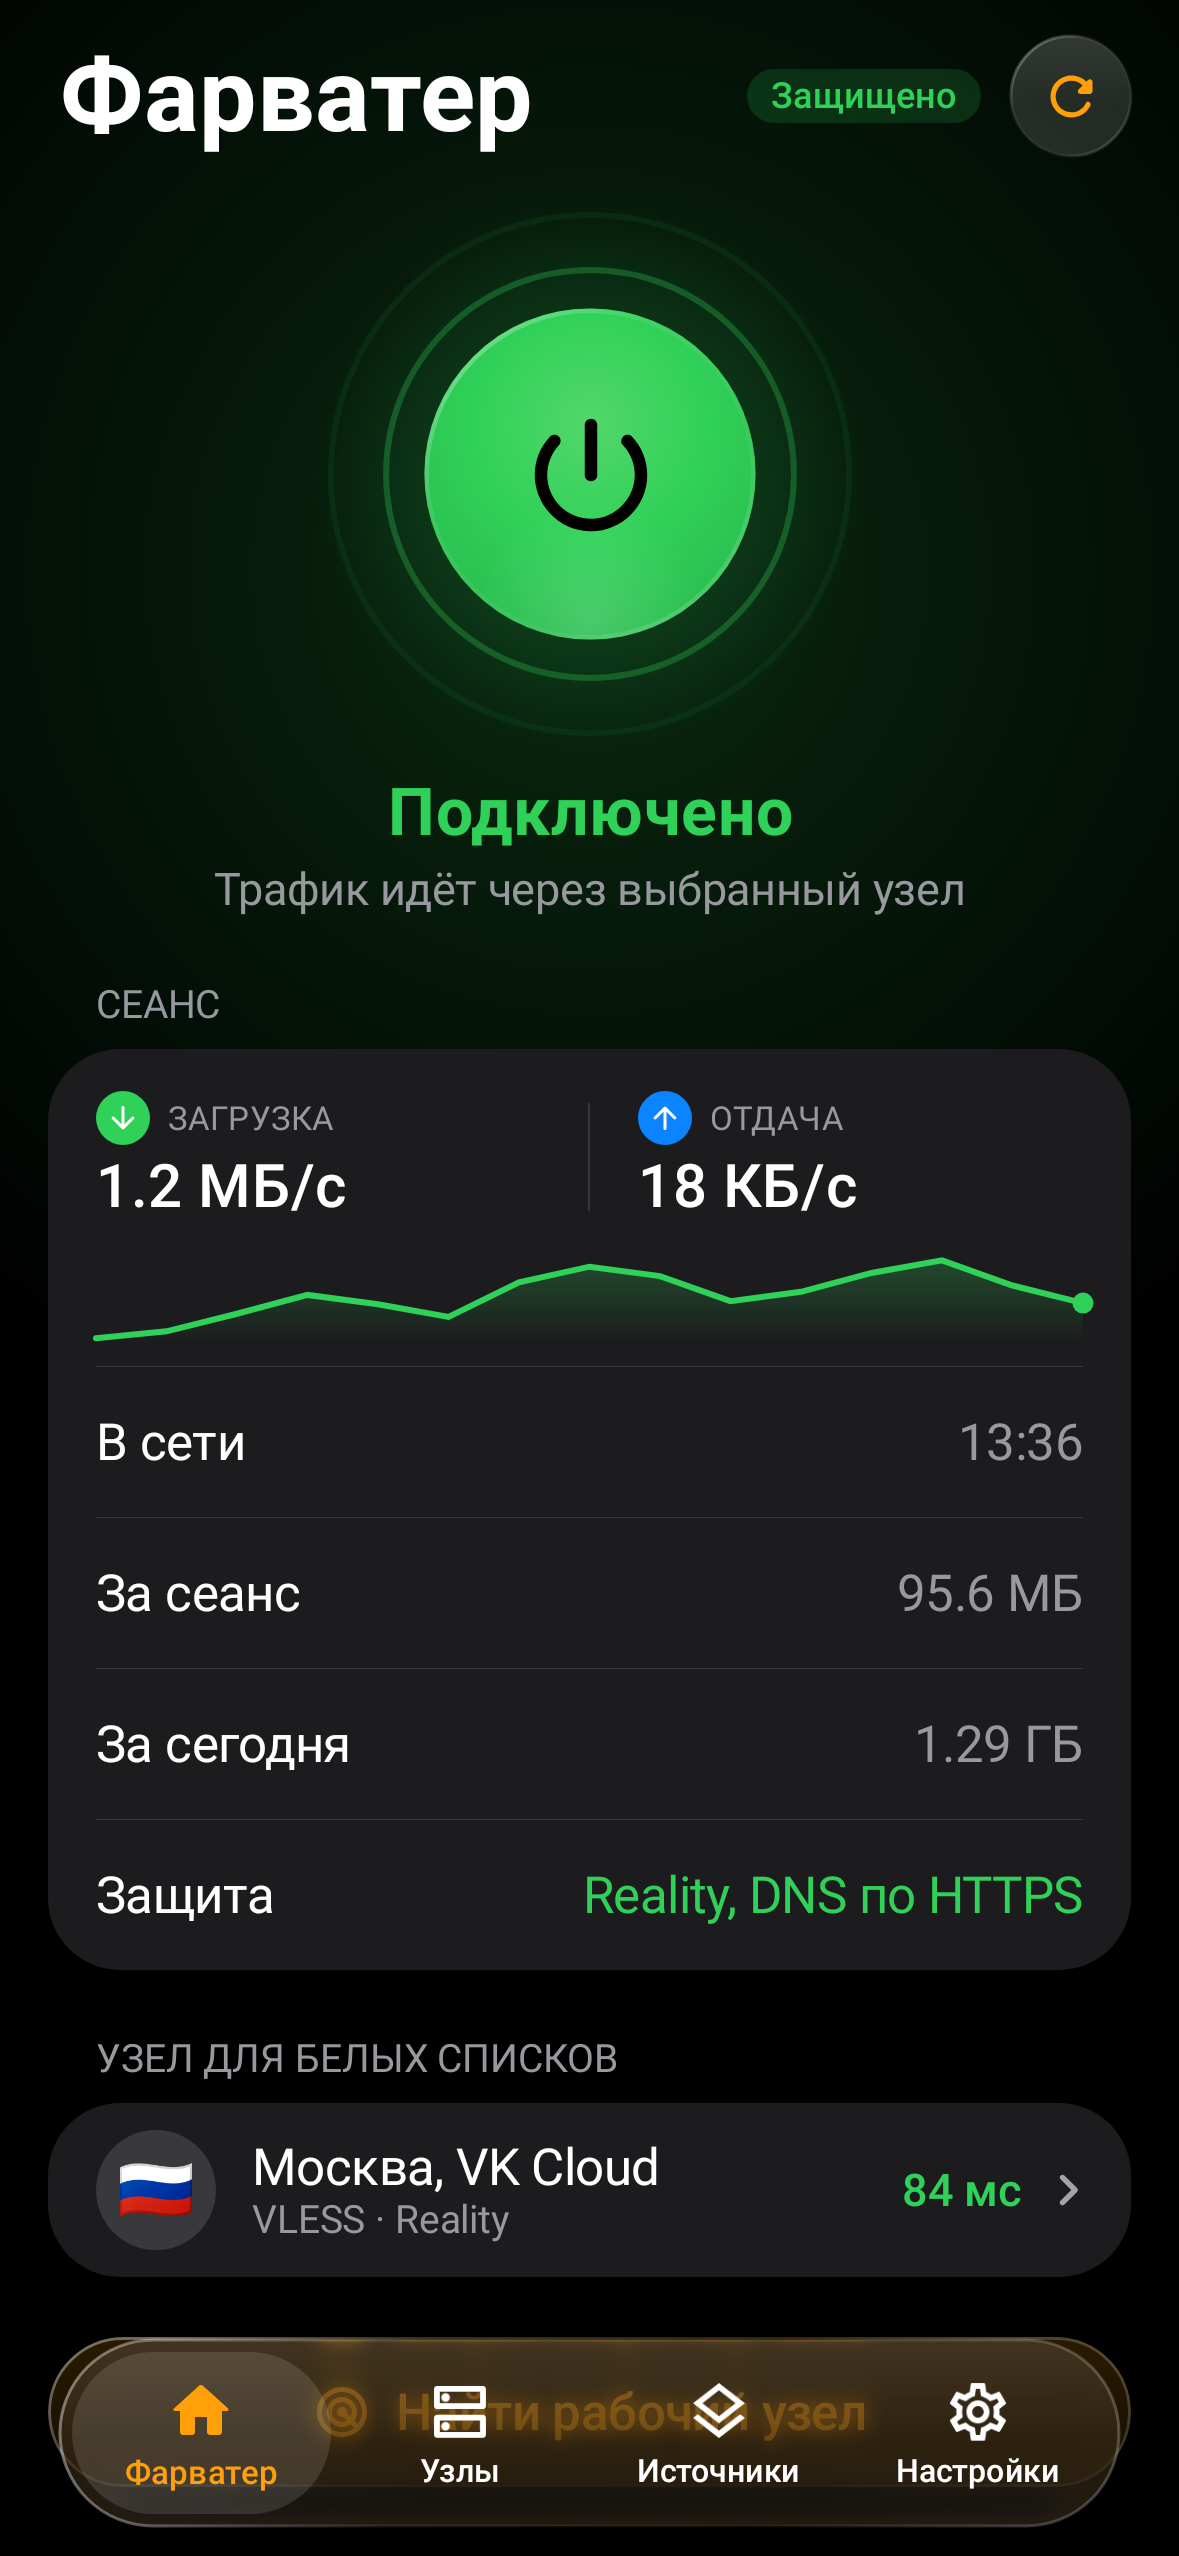 Фарватер
Защищено
Подключено
Трафик идёт через выбранный узел
СЕАНС
ЗАГРУЗКА
ОТДАЧА
1.2 МБ/с
18 КБ/с
В сети
13:36
За сеанс
95.6 МБ
За сегодня
1.29 ГБ
Защита
Reality, DNS по HTTPS
УЗЕЛ ДЛЯ БЕЛЫХ СПИСКОВ
Москва, VK Cloud
VLESS · Reality
84 мс
Найти рабочий узел
Фарватер
Узлы
Источники
Настройки